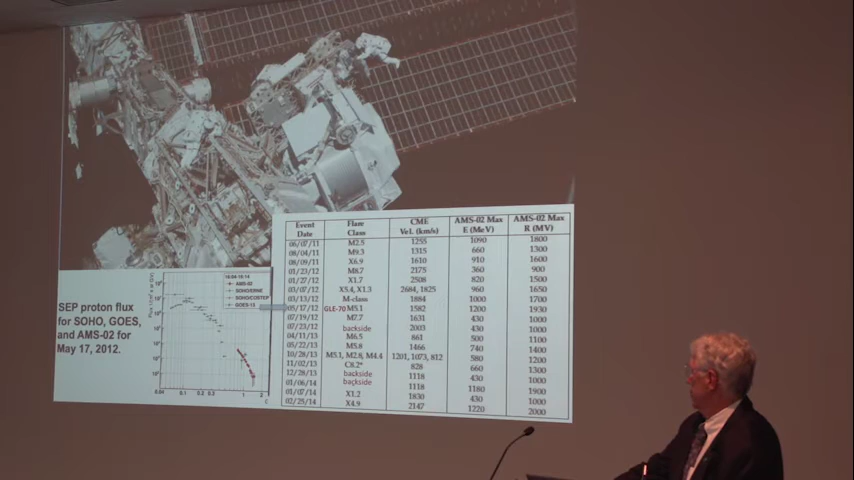 SEP proton flux
for SOHO, GOES,
and AMS-02 for
May 17, 2012.
AMS-02
SOHO/ERNE
SOHO/COSTEP
GOES-13
Event Date Flare Class CME Vel. (km/s) AMS-02 Max E (MeV) AMS-02 Max R (MV)
06/07/11 M2.5 1255 1090 1800
08/04/11 M9.3 1315 660 1300
08/09/11 X6.9 1610 910 1600
01/23/12 M8.7 2175 360 900
01/27/12 X1.7 2508 820 1500
03/07/12 X5.4, X1.3 2684, 1825 960 1650
03/13/12 M-class 1884 1000 1700
05/17/12 GLE-70 M5.1 1582 1200 1930
07/19/12 M7.7 1631 430 1000
07/23/12 backside 2003 430 1000
04/11/13 M6.5 861 500 1100
05/22/13 M5.8 1466 740 1400
10/28/13 M5.1, M2.8, M4.4 1201, 1073, 812 580 1200
11/02/13 C8.2* 828 660 1300
12/28/13 backside 1118 430 1000
01/06/14 backside 1118 1180 1900
01/07/14 X1.2 1830 430 1000
02/25/14 X4.9 2147 1220 2000